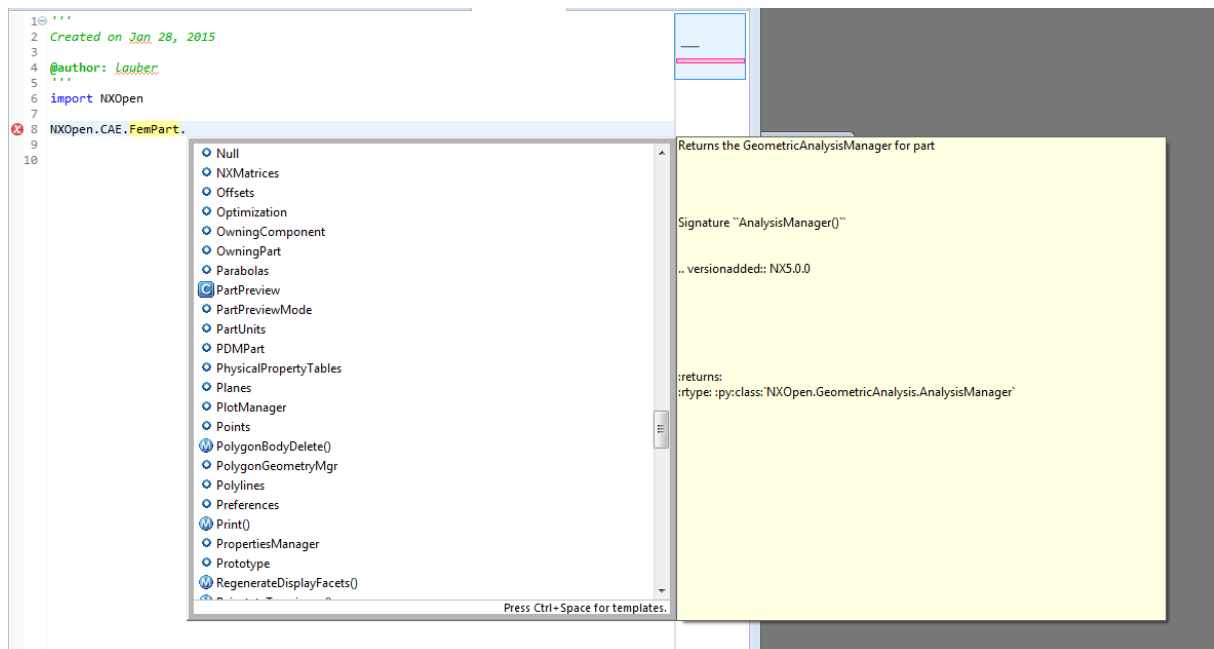 1 '''
2 Created on Jan 28, 2015
3
4 @author: Lauber
5 '''
6 import NXOpen
7
8 NXOpen.CAE.FemPart.
9
10
Null
NXMatrices
Offsets
Optimization
OwningComponent
OwningPart
Parabolas
PartPreview
PartPreviewMode
PartUnits
PDMPart
PhysicalPropertyTables
Planes
PlotManager
Points
PolygonBodyDelete()
PolygonGeometryMgr
Polylines
Preferences
Print()
PropertiesManager
Prototype
RegenerateDisplayFacets()
Press Ctrl+Space for templates.
Returns the GeometricAnalysisManager for part
Signature ``AnalysisManager()``
.. versionadded:: NX5.0.0
:returns:
:rtype: :py:class:`NXOpen.GeometricAnalysis.AnalysisManager`